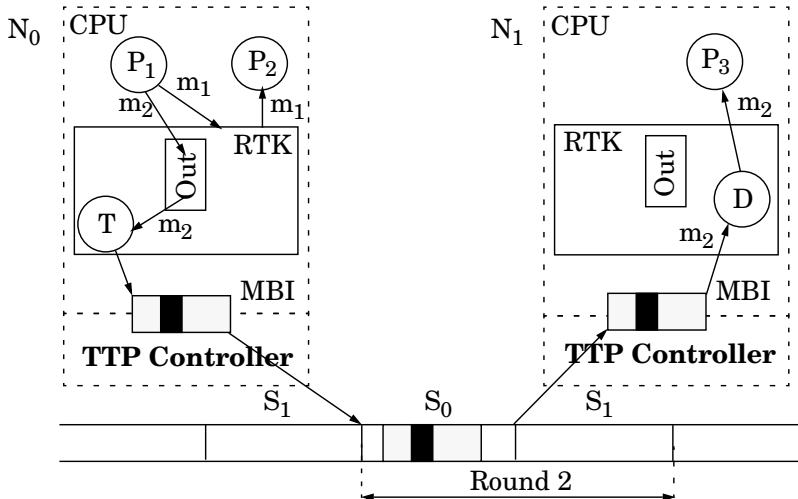 N0 CPU
P1 P2
m1
m2 m1
RTK
Out
T m2
MBI
TTP Controller
N1 CPU
P3
m2
RTK
Out
D
m2
MBI
TTP Controller
S1 S0 S1
Round 2